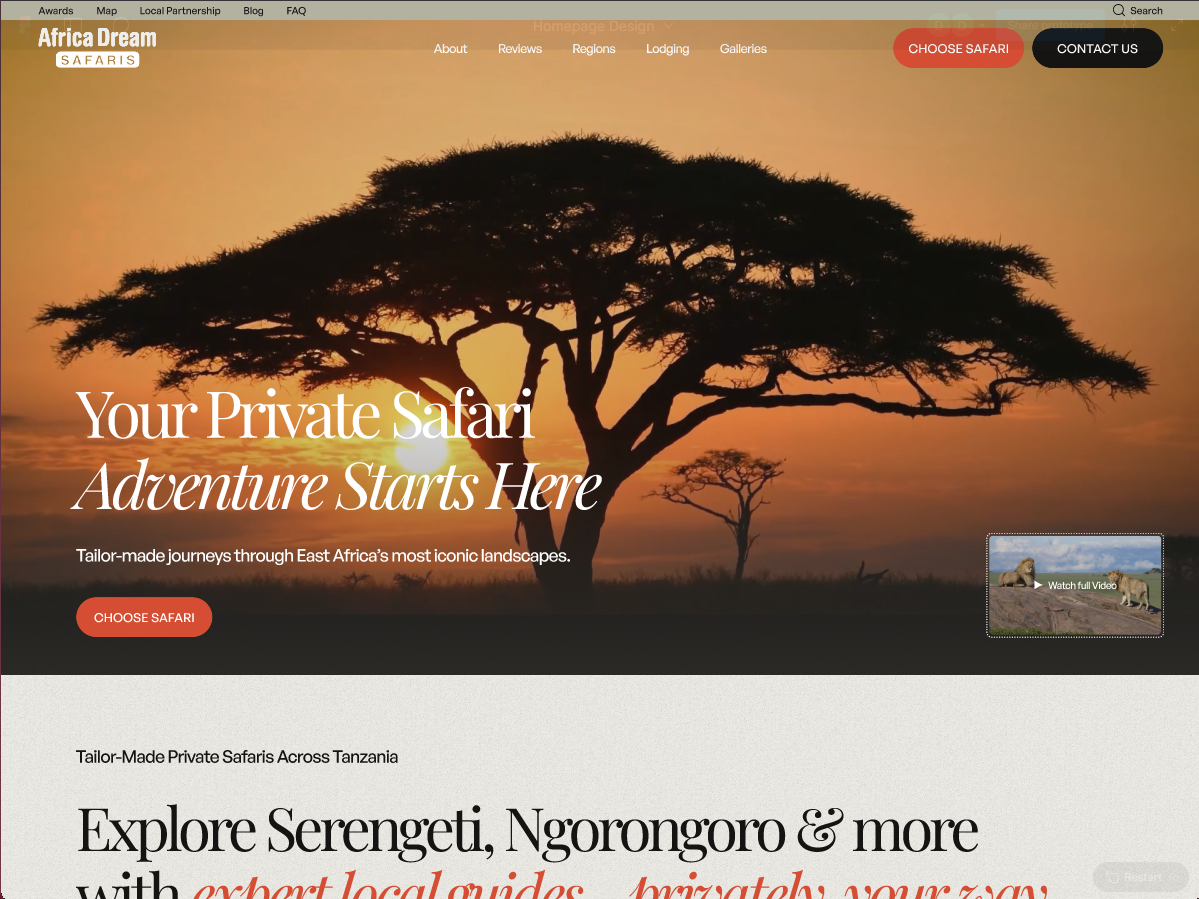 Awards Map Local Partnership Blog FAQ Search
Homepage Design
Share prototype
Africa Dream
SAFARIS
About Reviews Regions Lodging Galleries
CHOOSE SAFARI CONTACT US
Your Private Safari
Adventure Starts Here
Tailor-made journeys through East Africa's most iconic landscapes.
CHOOSE SAFARI
Watch full Video
Tailor-Made Private Safaris Across Tanzania
Explore Serengeti, Ngorongoro & more
with expert local guides – privately, your way
Restart